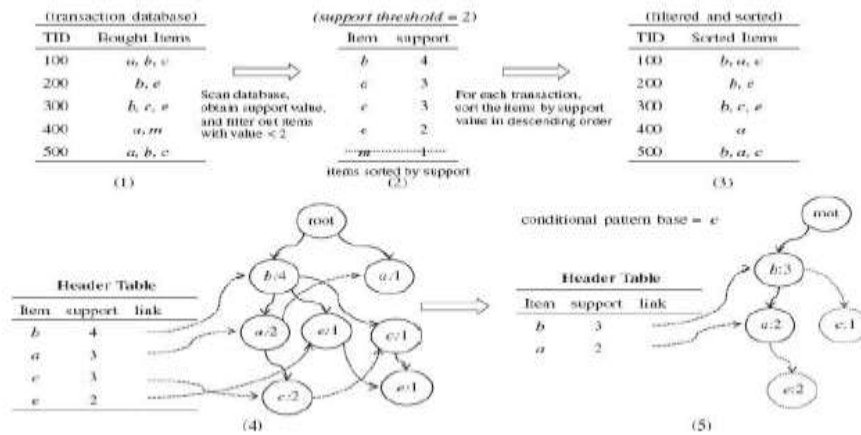 (transaction database)
TID Bought Items
100 a, b, c
200 b, e
300 b, c, e
400 a, m
500 a, b, c
(1)
Scan database,
obtain support value,
and filter out items
with value < 2
(support threshold = 2)
Item support
b 4
a 3
c 3
e 2
m 1
items sorted by support
(2)
For each transaction,
sort the items by support
value in descending order
(filtered and sorted)
TID Sorted Items
100 b, a, c
200 b, e
300 b, c, e
400 a
500 b, a, c
(3)
Header Table
Item support link
b 4
a 3
c 3
e 2
root
b:4
a:1
a:2
e:1
c:1
c:2
e:1
(4)
conditional pattern base = c
Header Table
Item support link
b 3
a 2
root
b:3
a:2
c:1
c:2
(5)